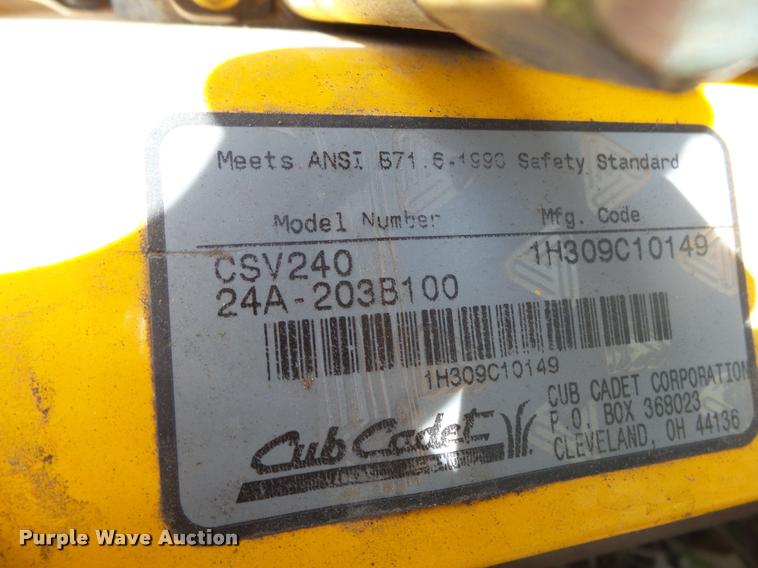 Meets ANSI B71.6-1990 Safety Standard
Model Number Mfg. Code
CSV240 1H309C10149
24A-203B100
1H309C10149
Cub Cadet
CUB CADET CORPORATION
P.O. BOX 368023
CLEVELAND, OH 44136
Purple Wave Auction